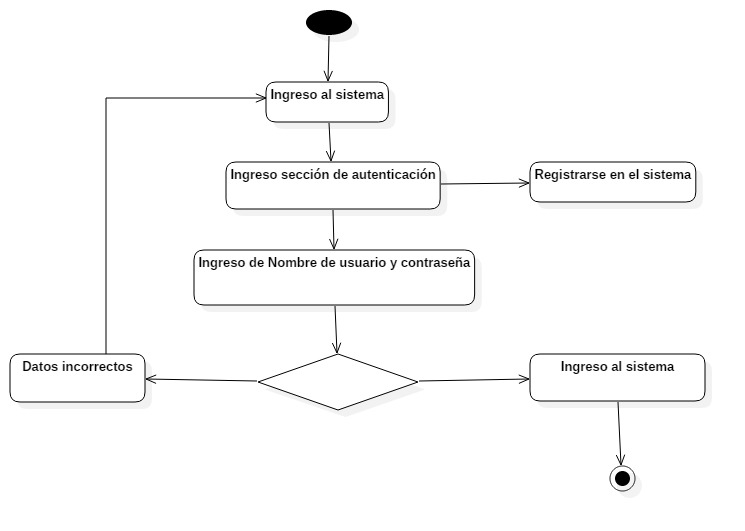 Ingreso al sistema
Ingreso sección de autenticación
Registrarse en el sistema
Ingreso de Nombre de usuario y contraseña
Datos incorrectos
Ingreso al sistema